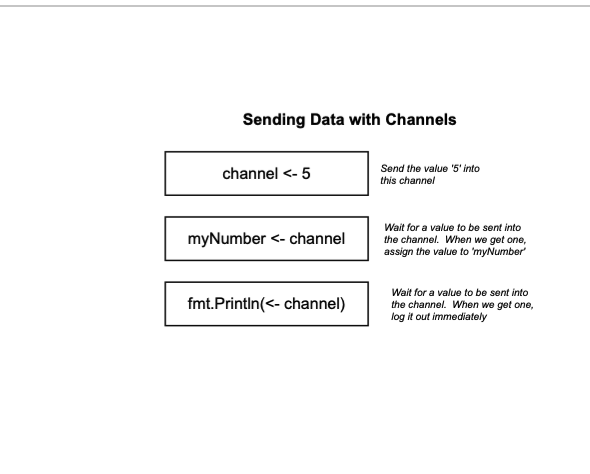 Sending Data with Channels
channel <- 5
Send the value '5' into
this channel
myNumber <- channel
Wait for a value to be sent into
the channel.  When we get one,
assign the value to 'myNumber'
fmt.Println(<- channel)
Wait for a value to be sent into
the channel.  When we get one,
log it out immediately